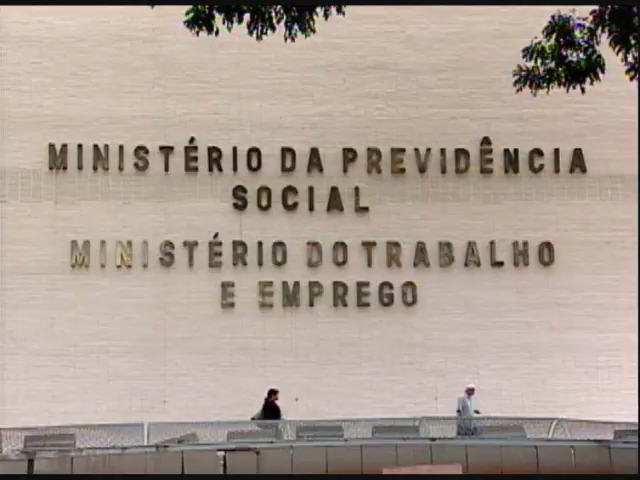 MINISTÉRIO DA PREVIDÊNCIA
SOCIAL
MINISTÉRIO DO TRABALHO
E EMPREGO